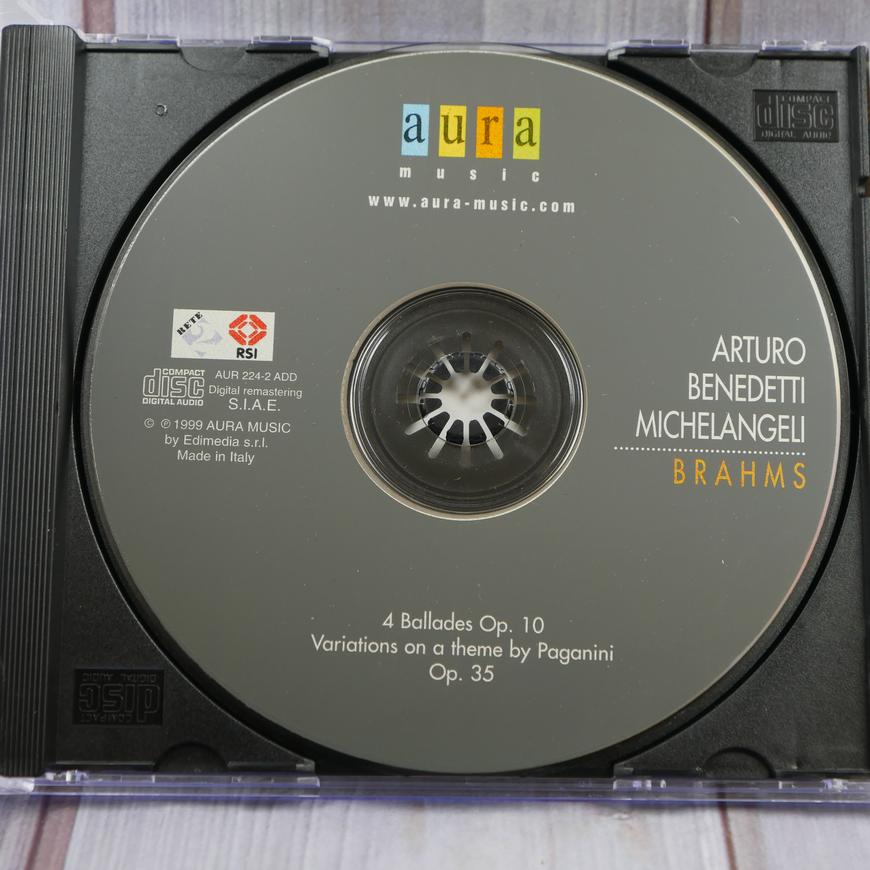 aura
music
www.aura-music.com
COMPACT
disc
DIGITAL AUDIO
RETE
2
RSI
COMPACT
disc
DIGITAL AUDIO
AUR 224-2 ADD
Digital remastering
S.I.A.E.
© ℗ 1999 AURA MUSIC
by Edimedia s.r.l.
Made in Italy
ARTURO
BENEDETTI
MICHELANGELI
BRAHMS
4 Ballades Op. 10
Variations on a theme by Paganini
Op. 35
COMPACT
disc
DIGITAL AUDIO